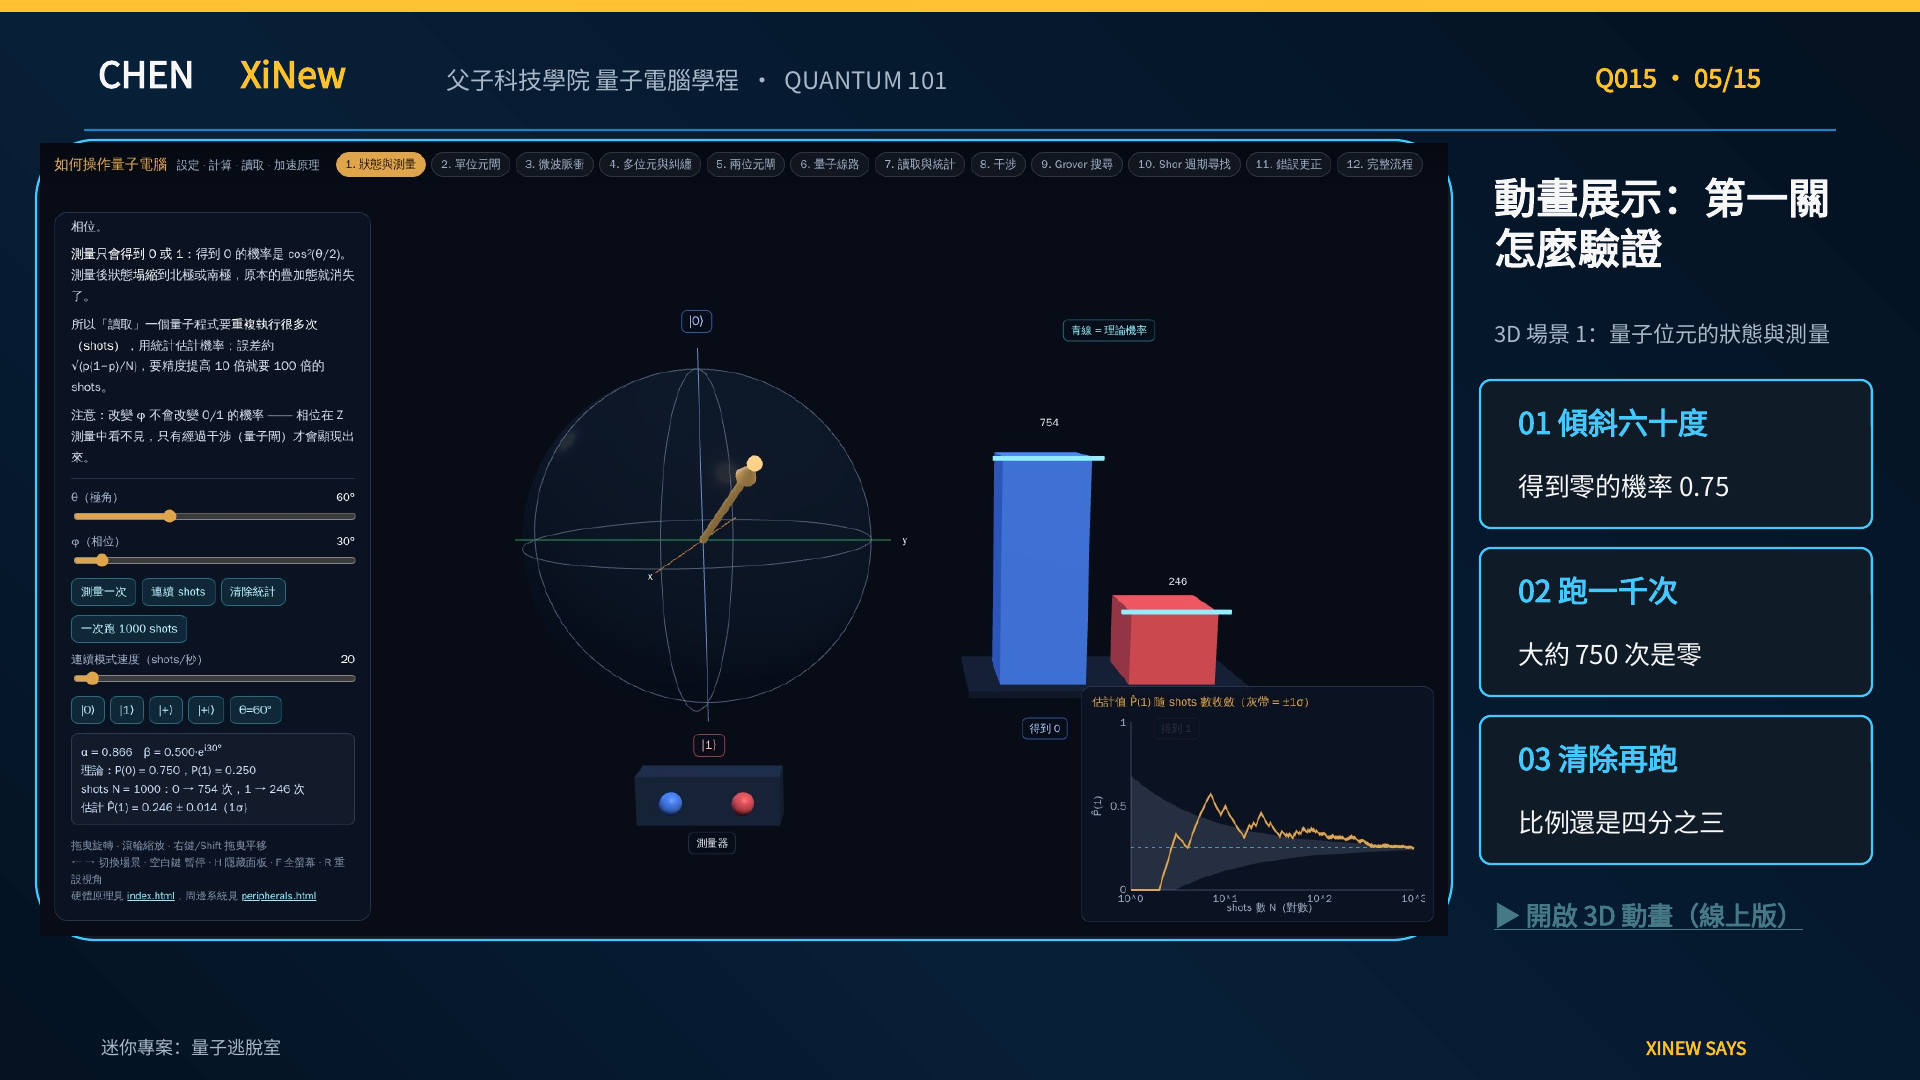 CHEN XiNew
父子科技學院 量子電腦學程 · QUANTUM 101
Q015 · 05/15
如何操作量子電腦 設定 · 計算 · 讀取 · 加速原理
1. 狀態與測量
2. 單位元閘
3. 微波脈衝
4. 多位元與糾纏
5. 兩位元閘
6. 量子線路
7. 讀取與統計
8. 干涉
9. Grover 搜尋
10. Shor 週期尋找
11. 錯誤更正
12. 完整流程
相位。
測量只會得到 0 或 1：得到 0 的機率是 cos²(θ/2)。
測量後狀態塌縮到北極或南極，原本的疊加態就消失
了。
所以「讀取」一個量子程式要重複執行很多次
（shots），用統計估計機率；誤差約
√(p(1−p)/N)，要精度提高 10 倍就要 100 倍的
shots。
注意：改變 φ 不會改變 0/1 的機率 —— 相位在 Z
測量中看不見，只有經過干涉（量子閘）才會顯現出
來。
θ（極角） 60°
φ（相位） 30°
測量一次
連續 shots
清除統計
一次跑 1000 shots
連續模式速度（shots/秒） 20
|0⟩
|1⟩
|+⟩
|+i⟩
θ=60°
α = 0.866 β = 0.500·e^i30°
理論：P(0) = 0.750，P(1) = 0.250
shots N = 1000：0 → 754 次，1 → 246 次
估計 P̂(1) = 0.246 ± 0.014（1σ）
拖曳旋轉 · 滾輪縮放 · 右鍵/Shift 拖曳平移
← → 切換場景 · 空白鍵 暫停 · H 隱藏面板 · F 全螢幕 · R 重
設視角
硬體原理見 index.html，周邊系統見 peripherals.html
|0⟩
y
x
|1⟩
測量器
青線 = 理論機率
754
246
得到 0
得到 1
估計值 P̂(1) 隨 shots 數收斂（灰帶 = ±1σ）
1
0.5
0
P̂(1)
10^0
10^1
10^2
10^3
shots 數 N（對數）
動畫展示：第一關
怎麼驗證
3D 場景 1：量子位元的狀態與測量
01 傾斜六十度
得到零的機率 0.75
02 跑一千次
大約 750 次是零
03 清除再跑
比例還是四分之三
▶ 開啟 3D 動畫（線上版）
迷你專案：量子逃脫室
XINEW SAYS